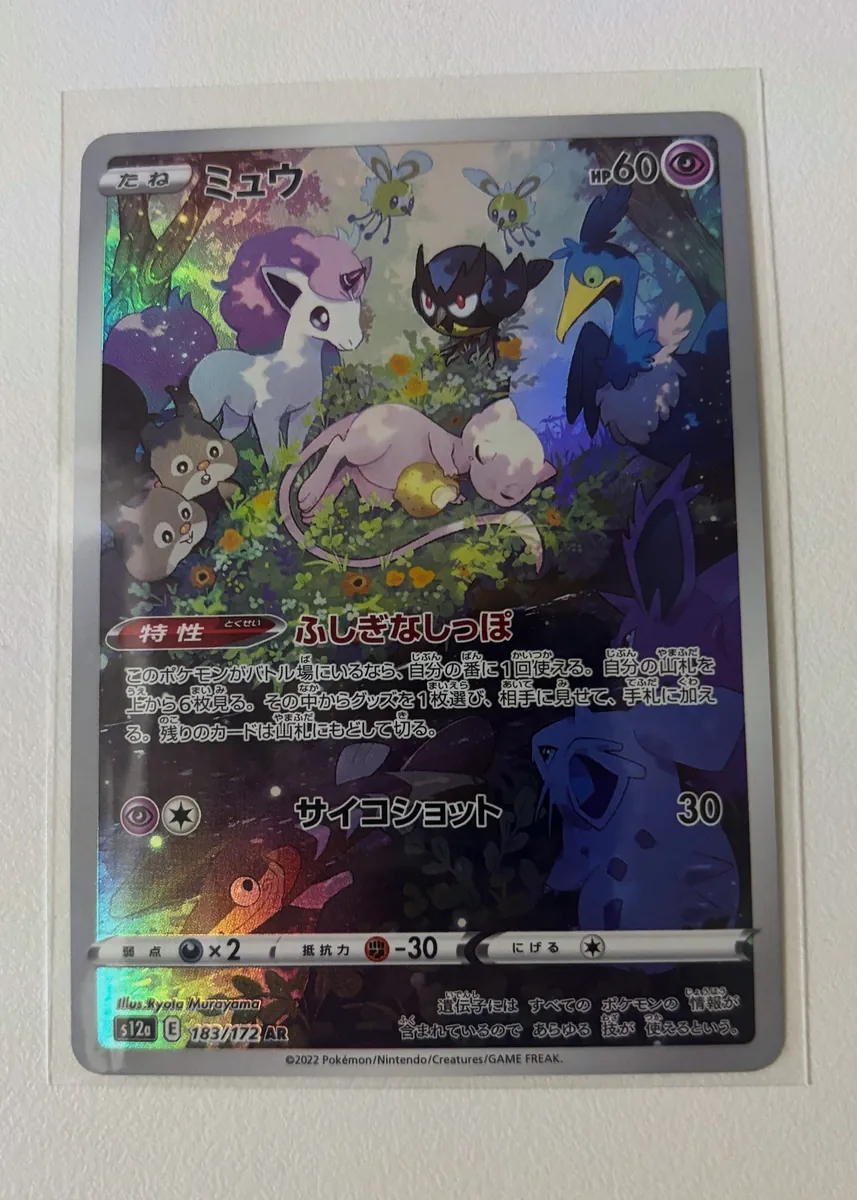 たね ミュウ HP60
特性 とくせい ふしぎなしっぽ
このポケモンがバトル場にいるなら、自分の番に1回使える。自分の山札を
上から6枚見る。その中からグッズを1枚選び、相手に見せて、手札に加え
る。残りのカードは山札にもどして切る。
サイコショット 30
弱点 ×2 抵抗力 -30 にげる
Illus. Ryota Murayama
遺伝子には すべての ポケモンの 情報が
s12a E 183/172 AR
含まれているので あらゆる 技が 使えるという。
©2022 Pokémon/Nintendo/Creatures/GAME FREAK.